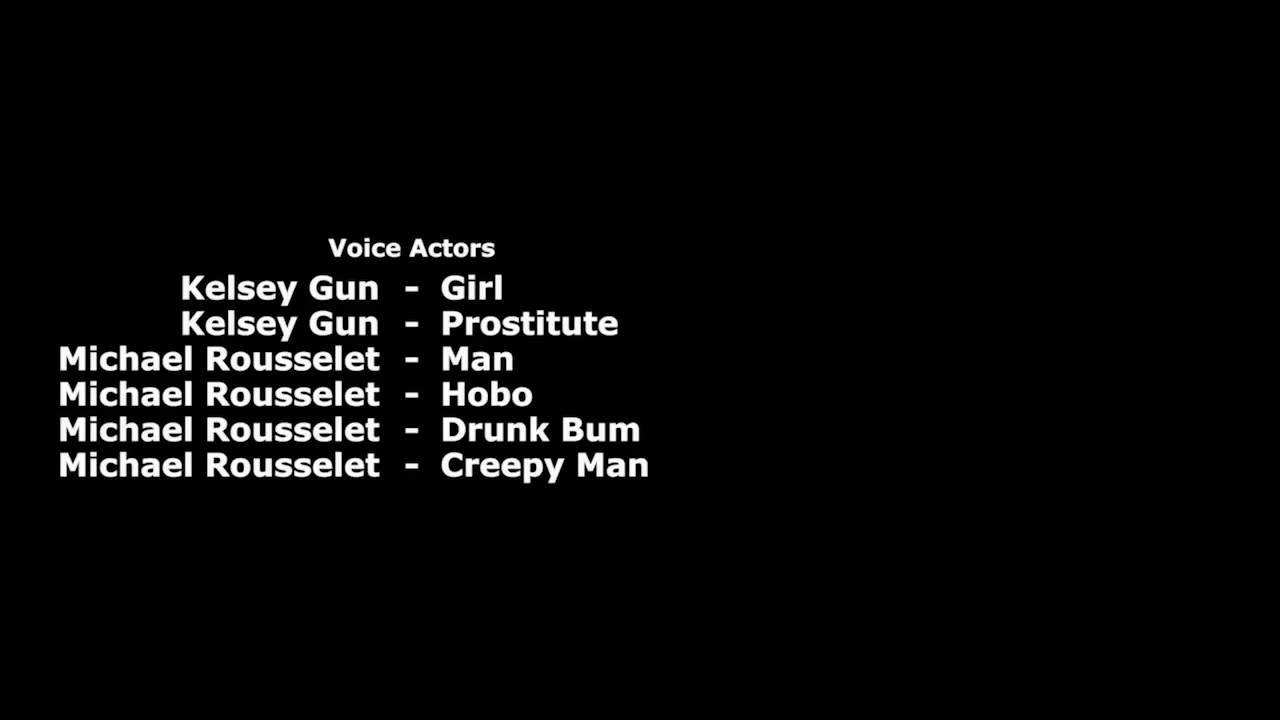 Voice Actors
Kelsey Gun - Girl
Kelsey Gun - Prostitute
Michael Rousselet - Man
Michael Rousselet - Hobo
Michael Rousselet - Drunk Bum
Michael Rousselet - Creepy Man